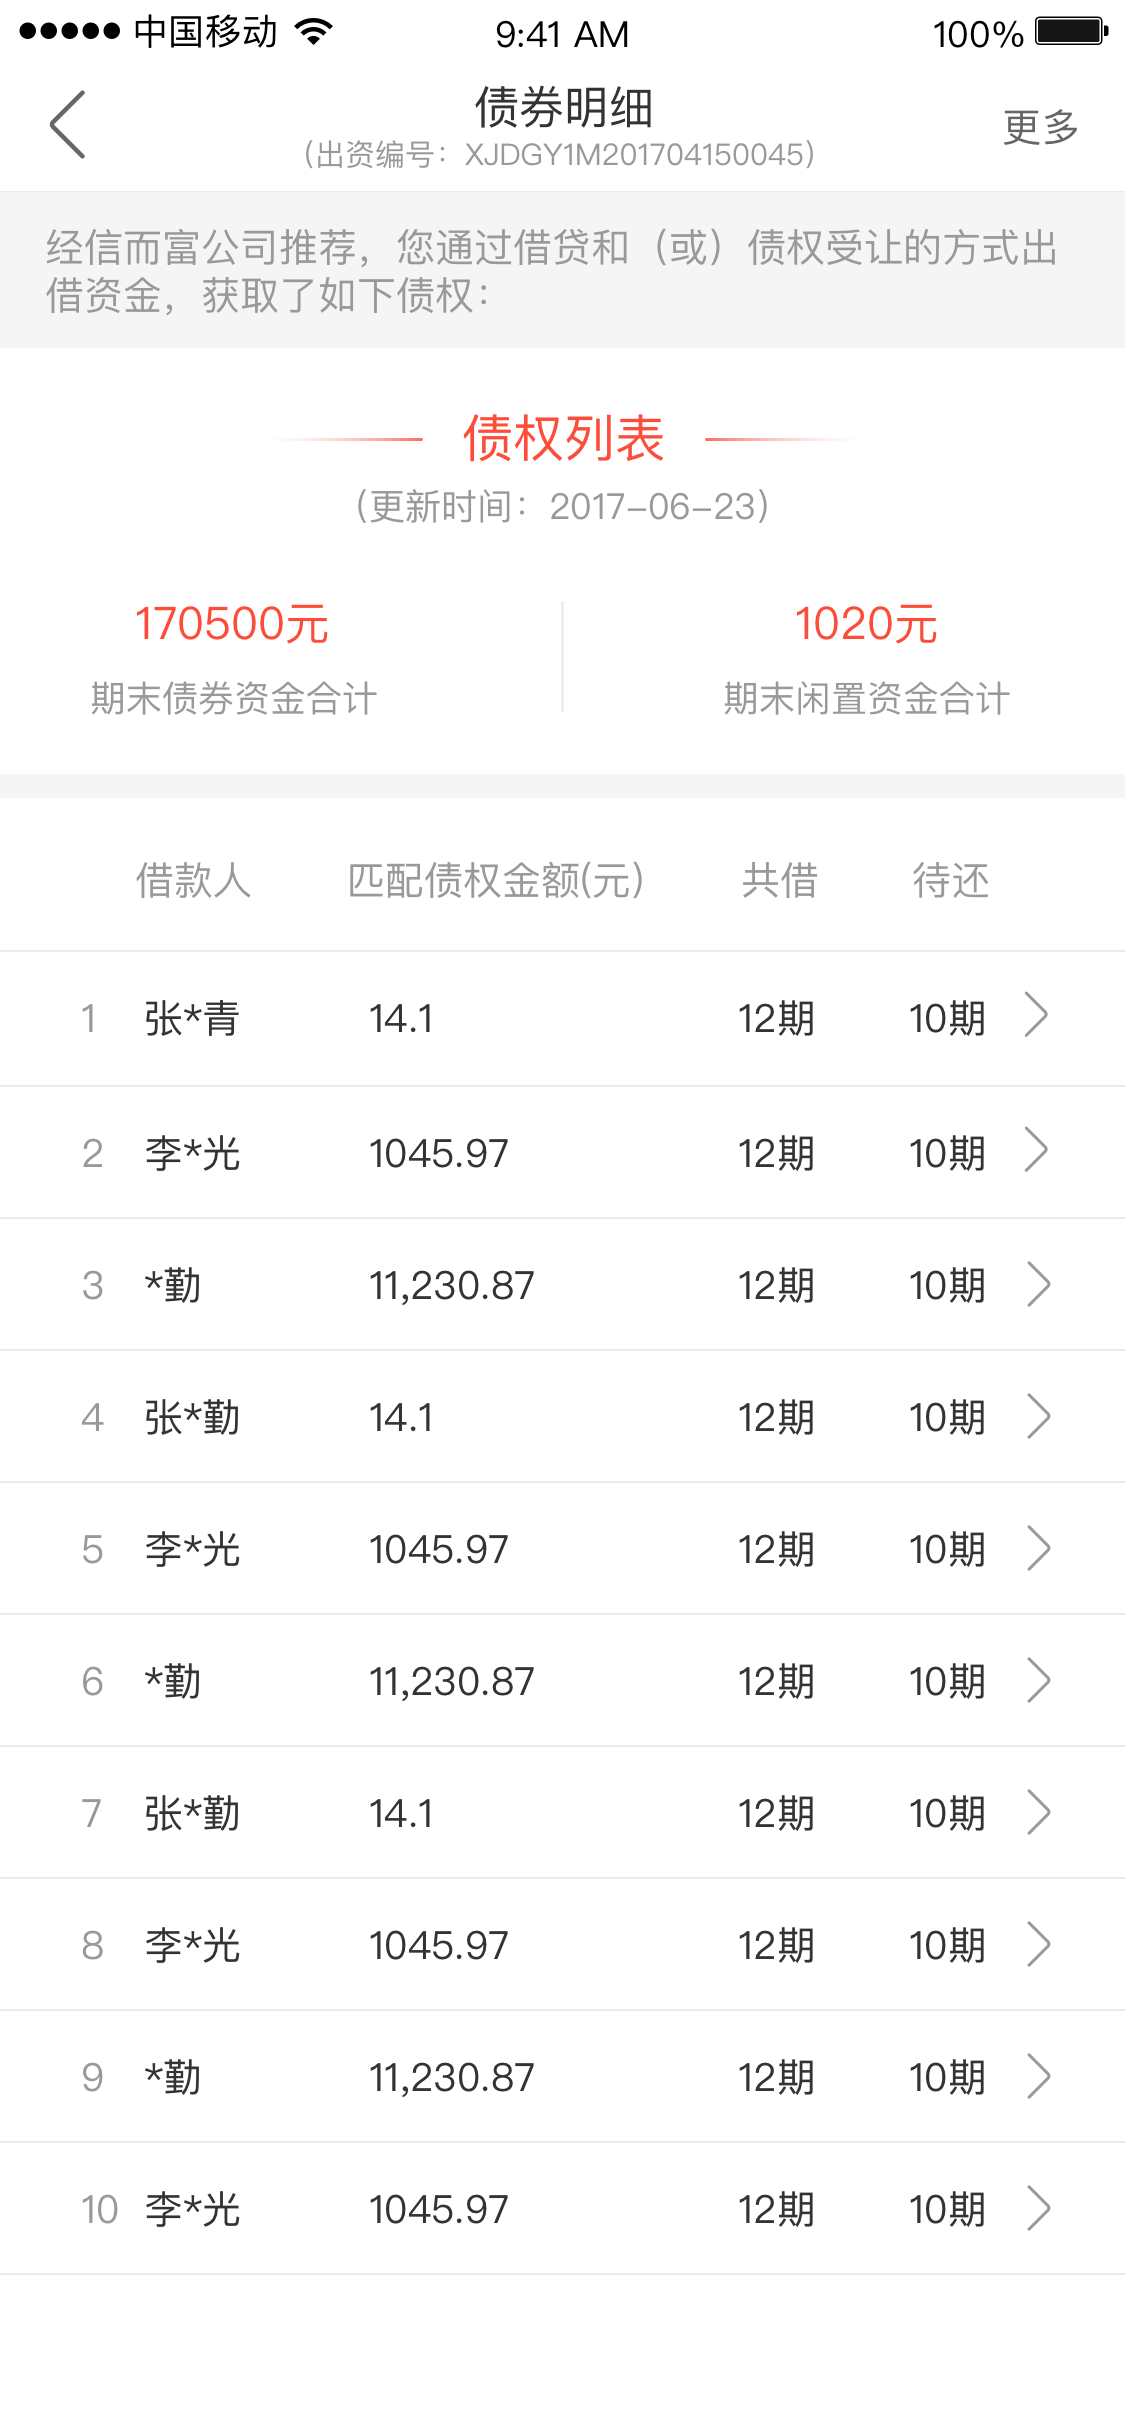 中国移动 9:41 AM 100%
债券明细
(出资编号：XJDGY1M201704150045)
更多
经信而富公司推荐，您通过借贷和（或）债权受让的方式出
借资金，获取了如下债权：
债权列表
(更新时间：2017-06-23)
170500元 1020元
期末债券资金合计 期末闲置资金合计
借款人 匹配债权金额(元) 共借 待还
1 张*青 14.1 12期 10期
2 李*光 1045.97 12期 10期
3 *勤 11,230.87 12期 10期
4 张*勤 14.1 12期 10期
5 李*光 1045.97 12期 10期
6 *勤 11,230.87 12期 10期
7 张*勤 14.1 12期 10期
8 李*光 1045.97 12期 10期
9 *勤 11,230.87 12期 10期
10 李*光 1045.97 12期 10期